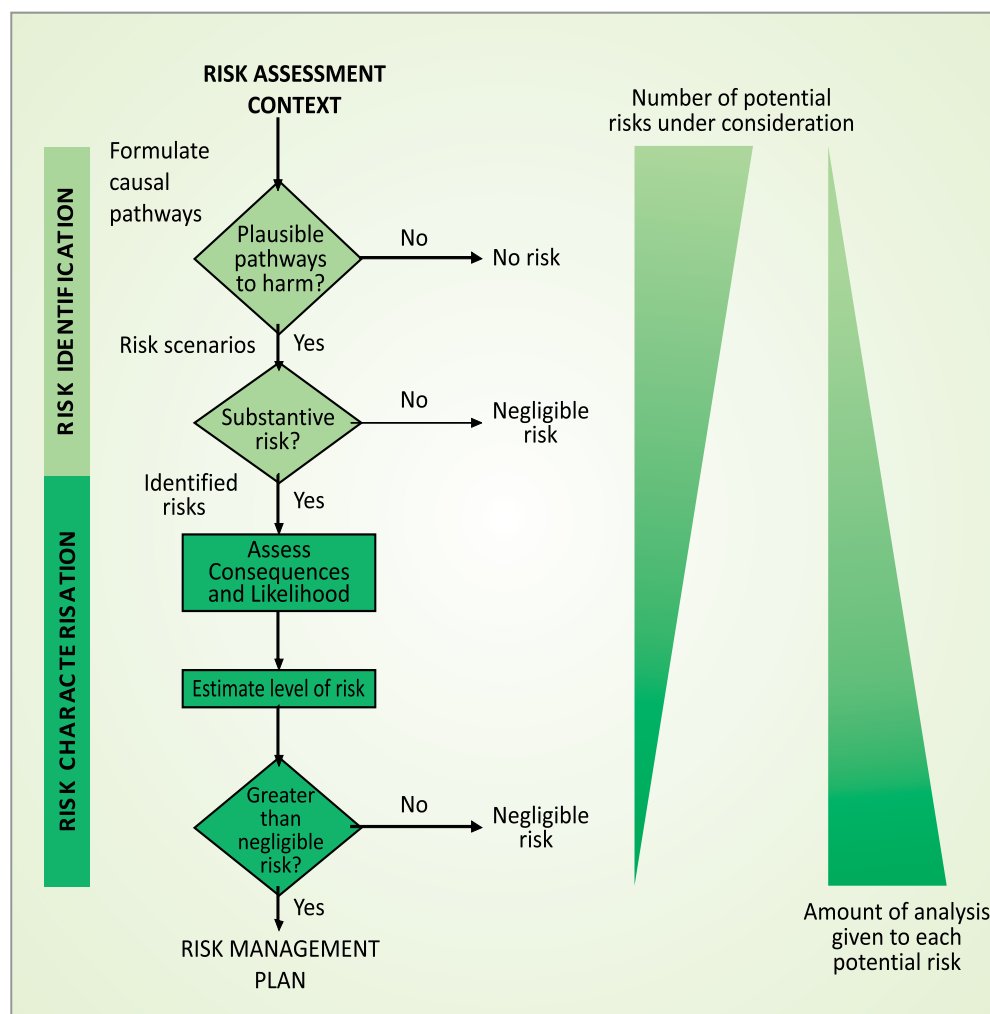 RISK ASSESSMENT
CONTEXT
Number of potential
risks under consideration
Formulate
causal
pathways
RISK IDENTIFICATION
Plausible
pathways
to harm?
No
No risk
Risk scenarios
Yes
Substantive
risk?
No
Negligible
risk
Identified
risks
Yes
RISK CHARACTERISATION
Assess
Consequences
and Likelihood
Estimate level of risk
Greater
than
negligible
risk?
No
Negligible
risk
Yes
RISK MANAGEMENT
PLAN
Amount of analysis
given to each
potential risk